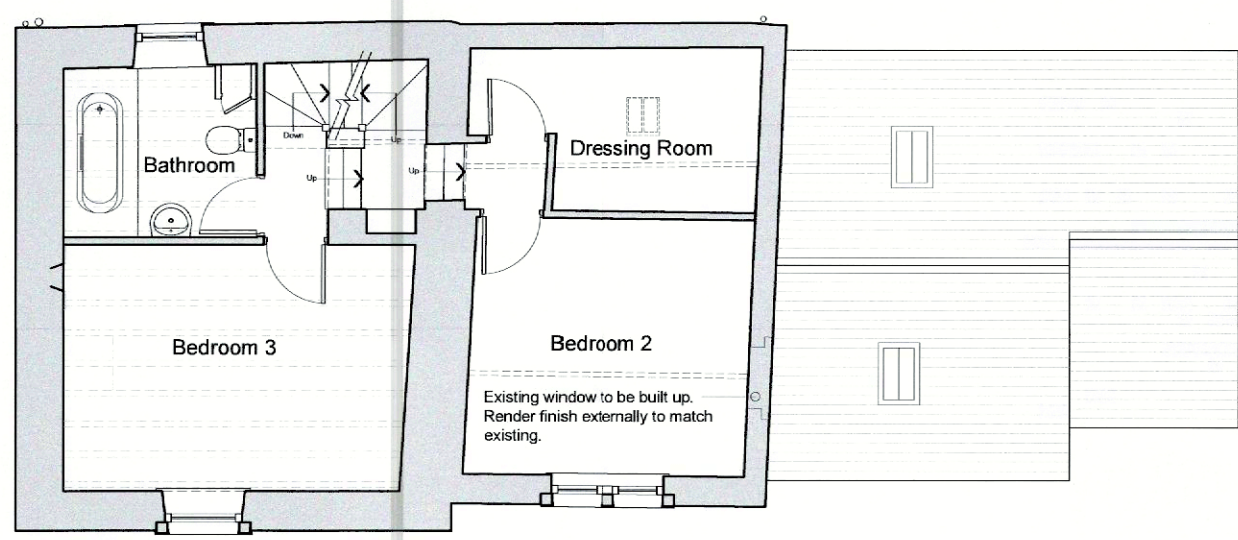 Down
Up
Bathroom
Up
Up
Dressing Room
Bedroom 3
Bedroom 2
Existing window to be built up.
Render finish externally to match
existing.